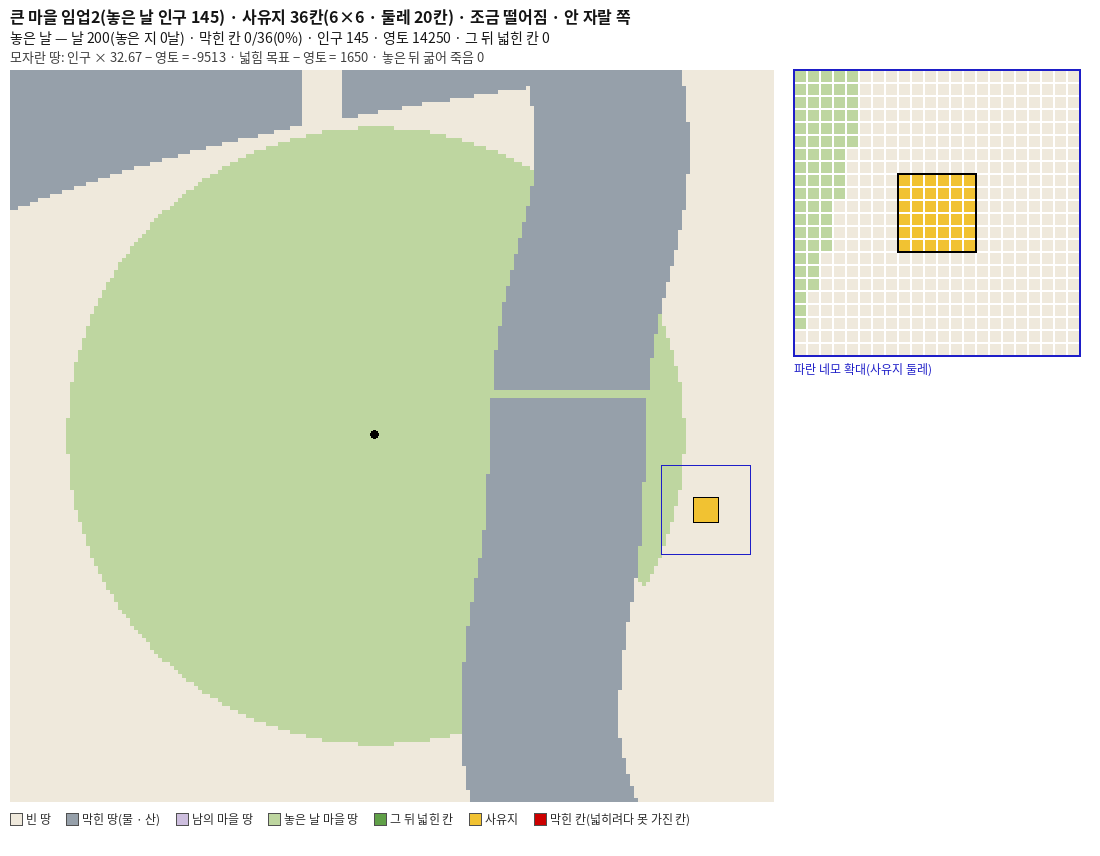 큰 마을 임업2(놓은 날 인구 145) · 사유지 36칸(6×6 · 둘레 20칸) · 조금 떨어짐 · 안 자랄 쪽
놓은 날 — 날 200(놓은 지 0날) · 막힌 칸 0/36(0%) · 인구 145 · 영토 14250 · 그 뒤 넓힌 칸 0
모자란 땅: 인구 × 32.67 − 영토 = -9513 · 넓힘 목표 − 영토 = 1650 · 놓은 뒤 굶어 죽음 0
파란 네모 확대(사유지 둘레)
빈 땅 막힌 땅(물 · 산) 남의 마을 땅 놓은 날 마을 땅 그 뒤 넓힌 칸 사유지 막힌 칸(넓히려다 못 가진 칸)